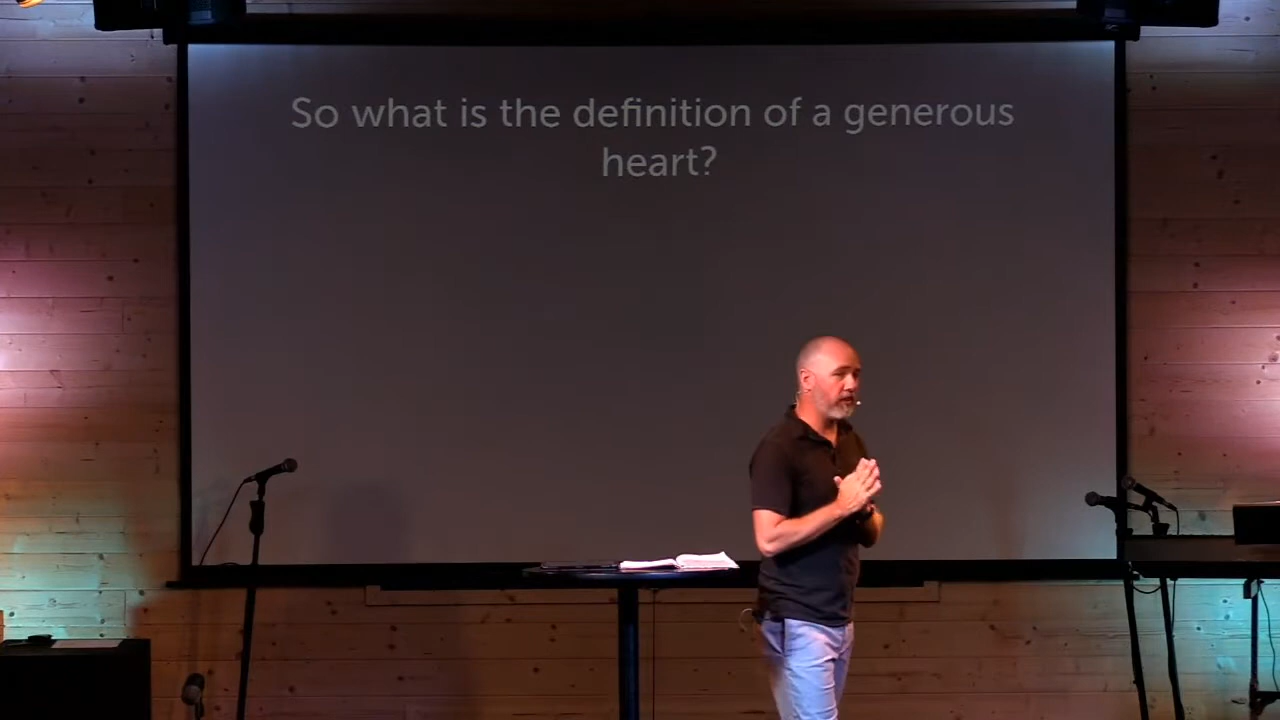 So what is the definition of a generous
heart?